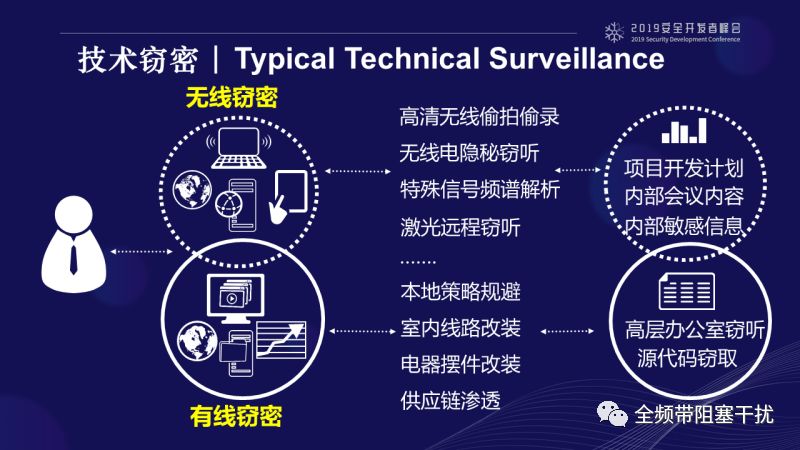 2019安全开发者峰会
2019 Security Development Conference
技术窃密 | Typical Technical Surveillance
无线窃密
高清无线偷拍偷录
无线电隐秘窃听
特殊信号频谱解析
激光远程窃听
.......
本地策略规避
室内线路改装
电器摆件改装
供应链渗透
项目开发计划
内部会议内容
内部敏感信息
高层办公室窃听
源代码窃取
有线窃密
全频带阻塞干扰